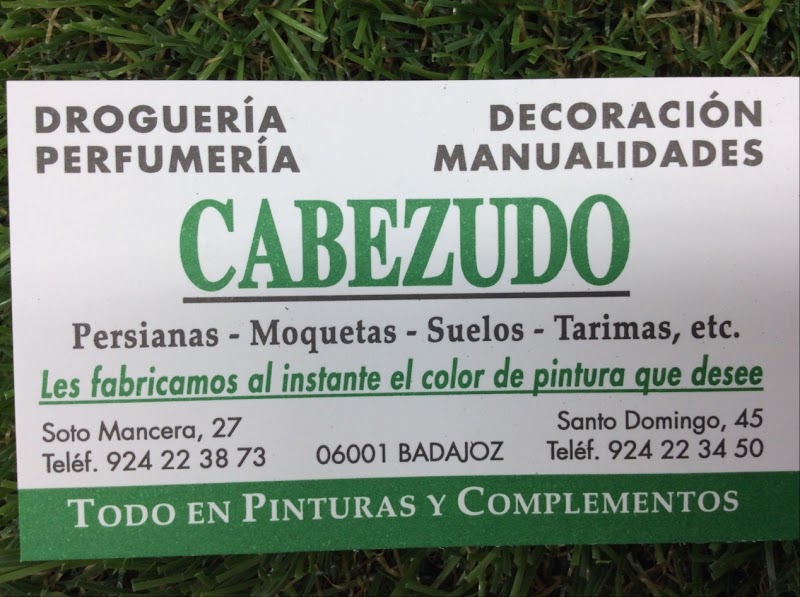 DROGUERÍA
PERFUMERÍA
DECORACIÓN
MANUALIDADES
CABEZUDO
Persianas - Moquetas - Suelos - Tarimas, etc.
Les fabricamos al instante el color de pintura que desee
Soto Mancera, 27
Teléf. 924 22 38 73
06001 BADAJOZ
Santo Domingo, 45
Teléf. 924 22 34 50
TODO EN PINTURAS Y COMPLEMENTOS